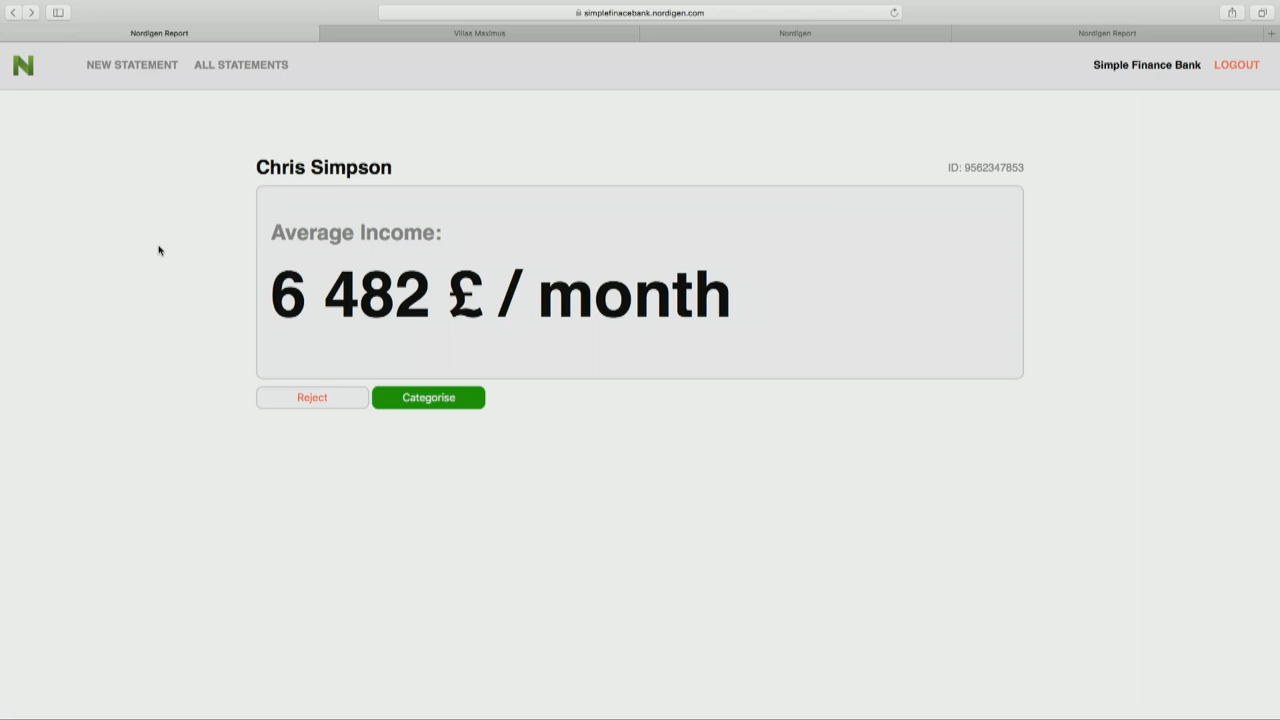 simplefinacebank.nordigen.com
Nordigen Report
Villas Maximus
Nordigen
Nordigen Report
N
NEW STATEMENT
ALL STATEMENTS
Simple Finance Bank
LOGOUT
Chris Simpson
ID: 9562347853
Average Income:
6 482 £ / month
Reject
Categorise